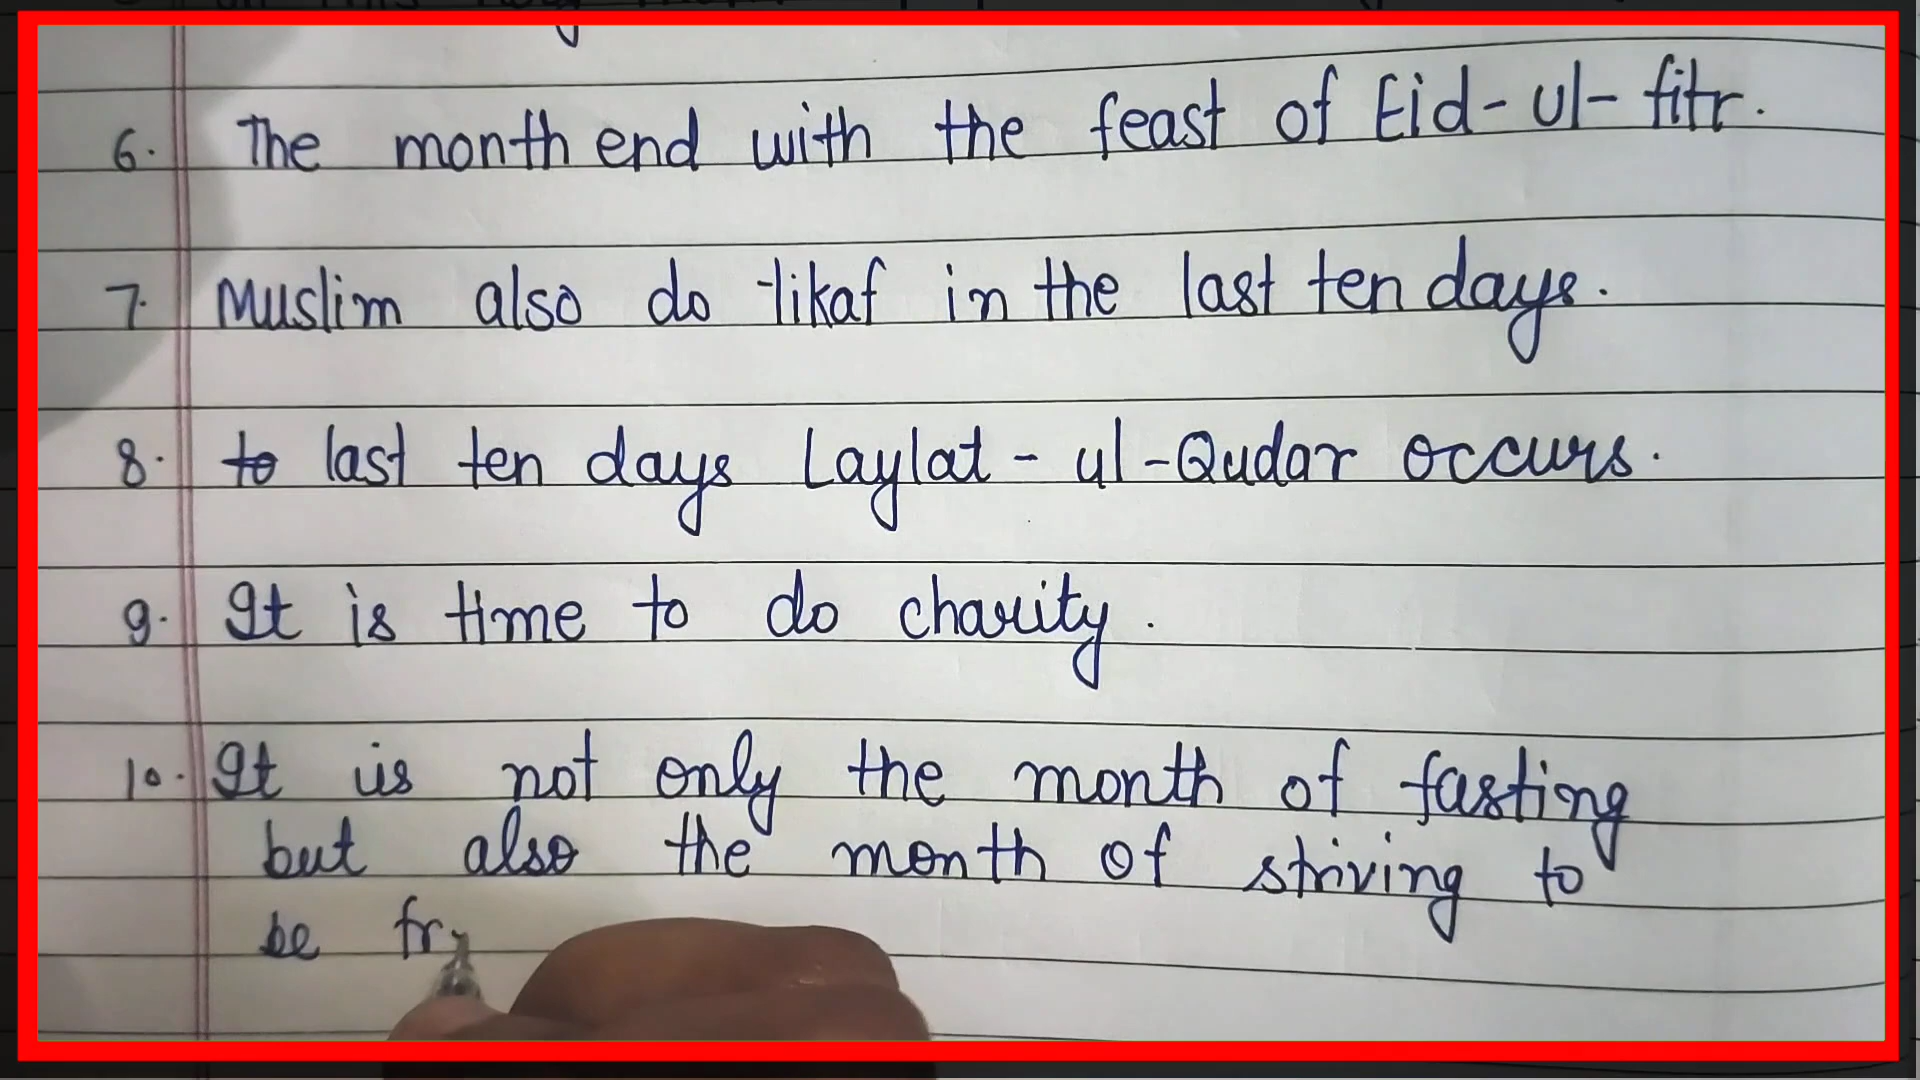 6. The month end with the feast of Eid-ul-fitr.
7. Muslim also do Iikaf in the last ten days.
8. to last ten days Laylat-ul-Qudar occurs.
9. It is time to do charity.
10. It is not only the month of fasting
but also the month of striving to
be